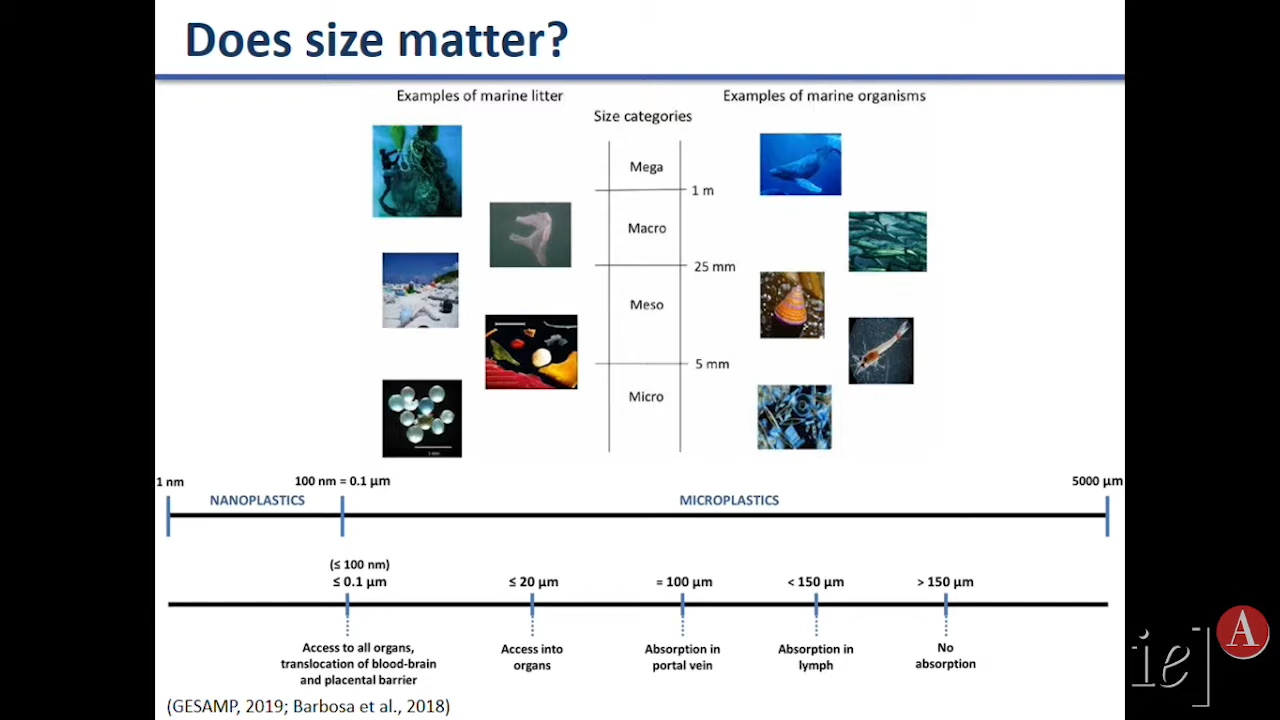 Does size matter?
Examples of marine litter
Examples of marine organisms
Size categories
Mega
1 m
Macro
25 mm
Meso
5 mm
Micro
1 nm
100 nm = 0.1 µm
5000 µm
NANOPLASTICS
MICROPLASTICS
(≤ 100 nm)
≤ 0.1 µm
≤ 20 µm
= 100 µm
< 150 µm
> 150 µm
Access to all organs,
translocation of blood-brain
and placental barrier
Access into
organs
Absorption in
portal vein
Absorption in
lymph
No
absorption
(GESAMP, 2019; Barbosa et al., 2018)
ie]
A